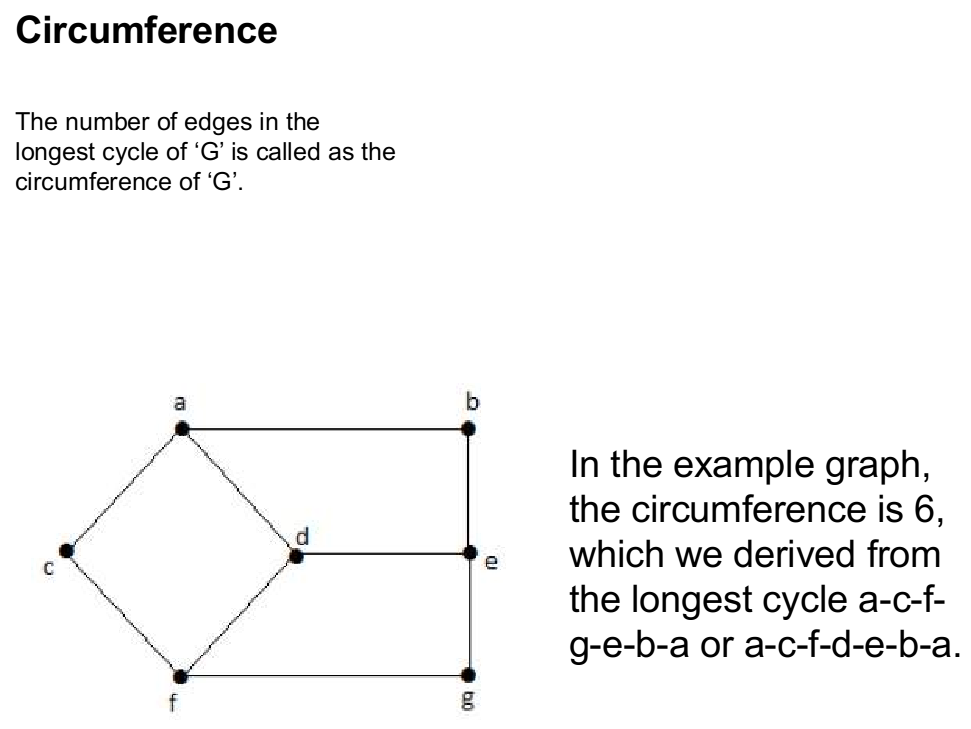 Circumference
The number of edges in the
longest cycle of ‘G’ is called as the
circumference of ‘G’.
a
b
d
c
e
f
g
In the example graph,
the circumference is 6,
which we derived from
the longest cycle a-c-f-
g-e-b-a or a-c-f-d-e-b-a.